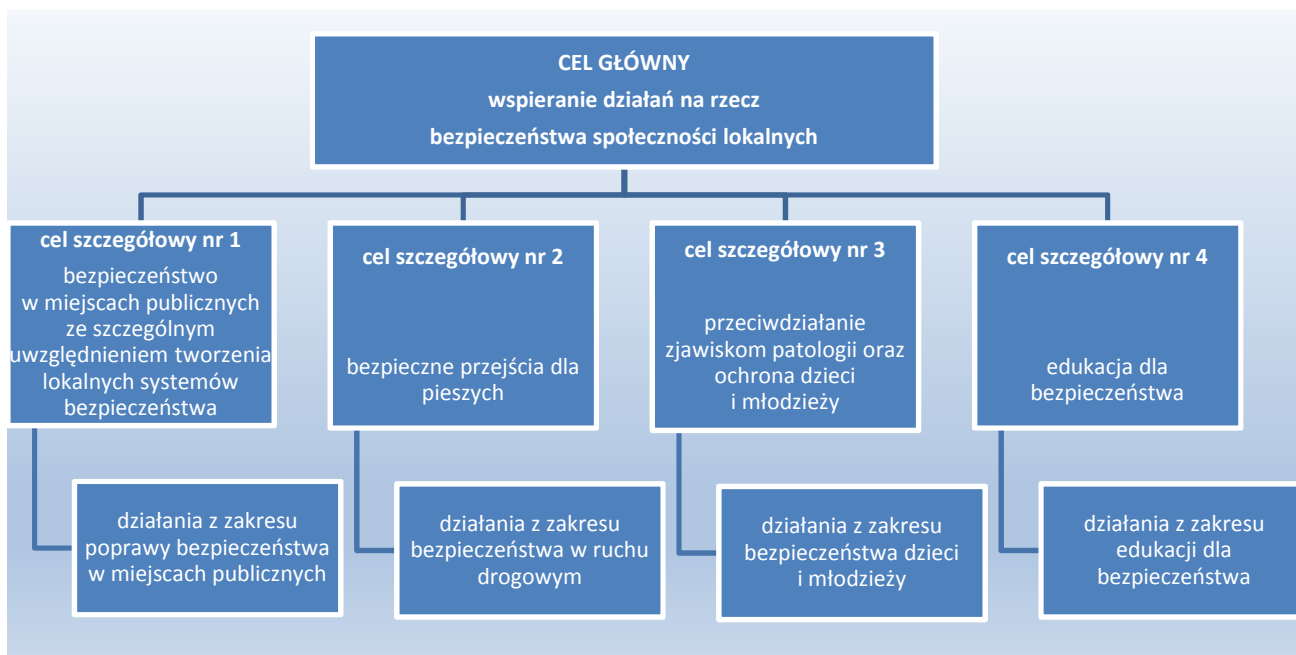 CEL GŁÓWNY
wspieranie działań na rzecz
bezpieczeństwa społeczności lokalnych
cel szczegółowy nr 1
bezpieczeństwo
w miejscach publicznych
ze szczególnym
uwzględnieniem tworzenia
lokalnych systemów
bezpieczeństwa
cel szczegółowy nr 2
bezpieczne przejścia dla
pieszych
cel szczegółowy nr 3
przeciwdziałanie
zjawiskom patologii oraz
ochrona dzieci
i młodzieży
cel szczegółowy nr 4
edukacja dla
bezpieczeństwa
działania z zakresu
poprawy bezpieczeństwa
w miejscach publicznych
działania z zakresu
bezpieczeństwa w ruchu
drogowym
działania z zakresu
bezpieczeństwa dzieci
i młodzieży
działania z zakresu
edukacji dla
bezpieczeństwa